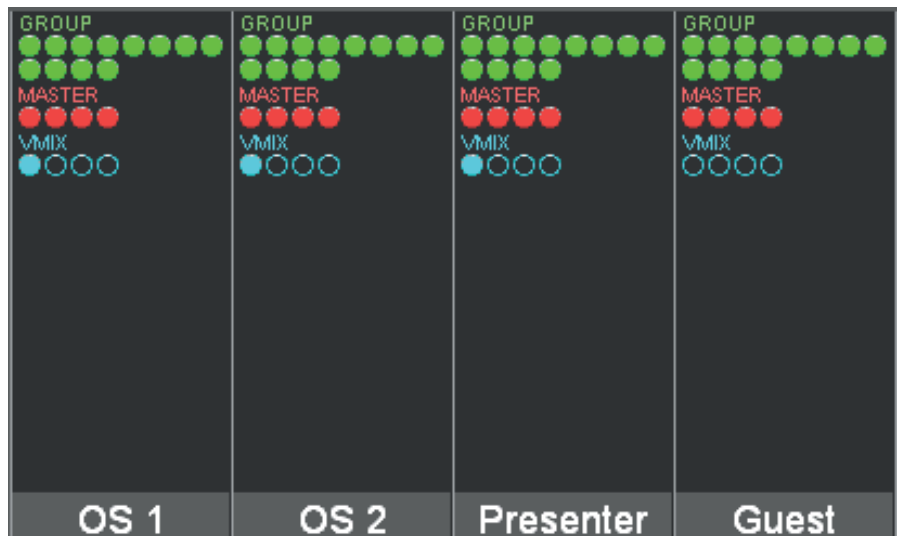 GROUP GROUP GROUP GROUP
MASTER MASTER MASTER MASTER
VMIX VMIX VMIX VMIX
OS 1 OS 2 Presenter Guest